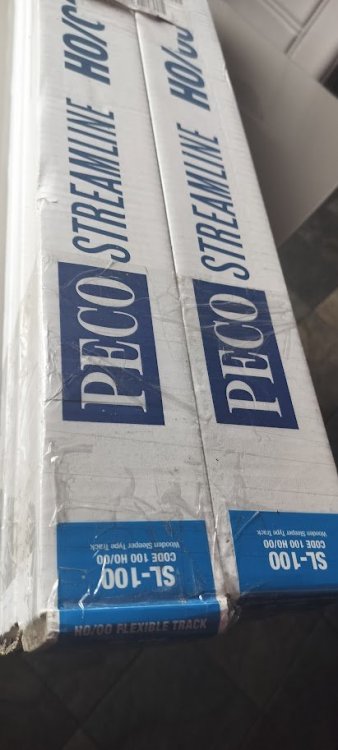 PECO STREAMLINE HO/O
SL-100
CODE 100 HO/OO
Wooden Sleeper Type Track
HO/OO FLEXIBLE TRACK
PECO STREAMLINE HO/OO
SL-100
CODE 100 HO/OO
Wooden Sleeper Type Track